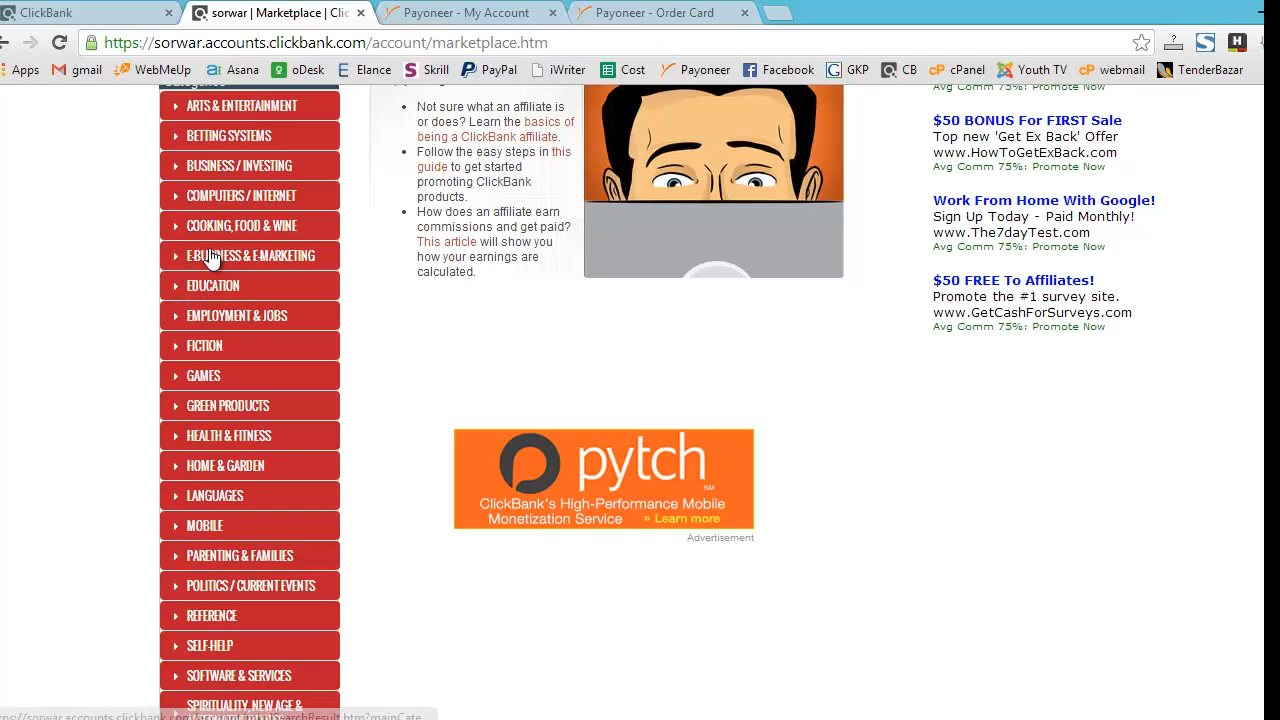 ClickBank
sorwar | Marketplace | Clic
Payoneer - My Account
Payoneer - Order Card
https://sorwar.accounts.clickbank.com/account/marketplace.htm
Apps gmail WebMeUp Asana oDesk Elance Skrill PayPal iWriter Cost Payoneer Facebook GKP CB cPanel Youth TV webmail TenderBazar
Categories
ARTS & ENTERTAINMENT
BETTING SYSTEMS
BUSINESS / INVESTING
COMPUTERS / INTERNET
COOKING, FOOD & WINE
E-BUSINESS & E-MARKETING
EDUCATION
EMPLOYMENT & JOBS
FICTION
GAMES
GREEN PRODUCTS
HEALTH & FITNESS
HOME & GARDEN
LANGUAGES
MOBILE
PARENTING & FAMILIES
POLITICS / CURRENT EVENTS
REFERENCE
SELF-HELP
SOFTWARE & SERVICES
SPIRITUALITY, NEW AGE &
• Not sure what an affiliate is
or does? Learn the basics of
being a ClickBank affiliate.
• Follow the easy steps in this
guide to get started
promoting ClickBank
products.
• How does an affiliate earn
commissions and get paid?
This article will show you
how your earnings are
calculated.
pytch SM
ClickBank's High-Performance Mobile
Monetization Service » Learn more
Advertisement
Avg Comm 75%: Promote Now
$50 BONUS For FIRST Sale
Top new 'Get Ex Back' Offer
www.HowToGetExBack.com
Avg Comm 75%: Promote Now
Work From Home With Google!
Sign Up Today - Paid Monthly!
www.The7dayTest.com
Avg Comm 75%: Promote Now
$50 FREE To Affiliates!
Promote the #1 survey site.
www.GetCashForSurveys.com
Avg Comm 75%: Promote Now